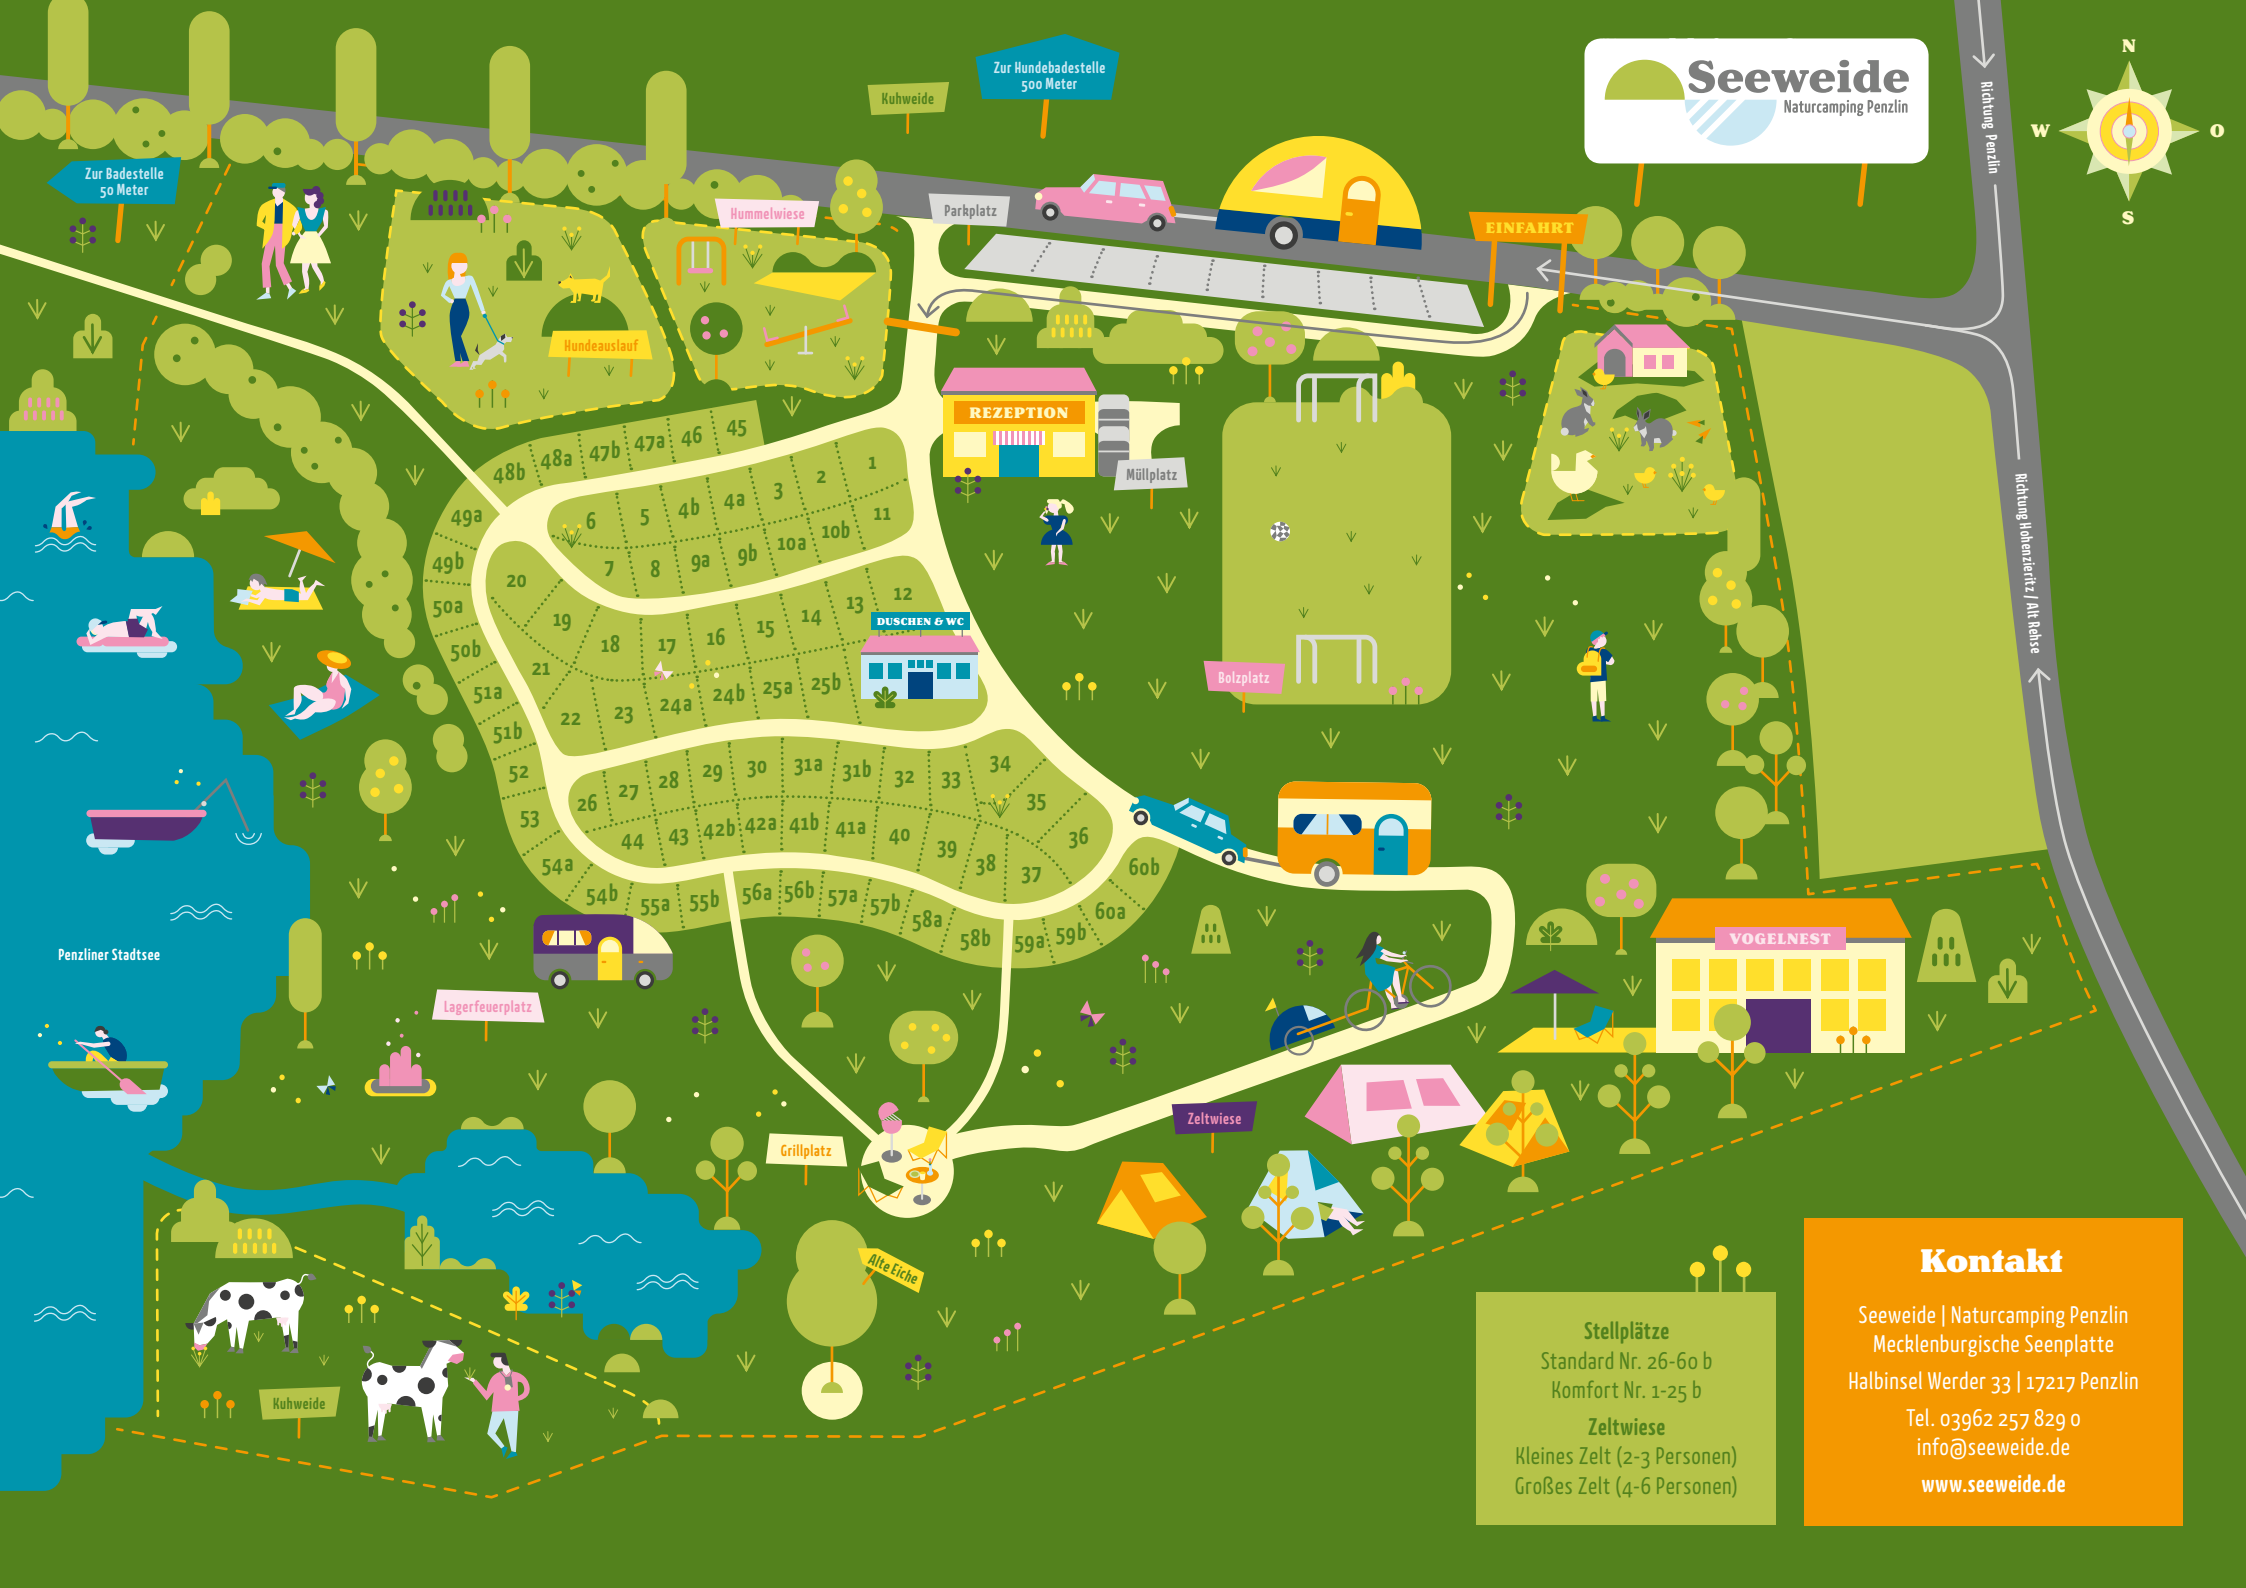 Zur Hundebadestelle
500 Meter
Kuhweide
Seeweide
Naturcamping Penzlin
Richtung Penzlin
N
W
O
S
Zur Badestelle
50 Meter
Hummelwiese
Parkplatz
EINFAHRT
Hundeauslauf
REZEPTION
Müllplatz
Richtung Hohenzieritz / Alt Rehse
45
46
47a
47b
48a
48b
49a
49b
50a
50b
51a
51b
52
53
54a
54b
55a
55b
56a
56b
57a
57b
58a
58b
59a
59b
60a
60b
1
2
3
4a
4b
5
6
7
8
9a
9b
10a
10b
11
12
13
14
15
16
17
18
19
20
21
22
23
24a
24b
25a
25b
DUSCHEN & WC
Bolzplatz
26
27
28
29
30
31a
31b
32
33
34
35
36
37
38
39
40
41a
41b
42a
42b
43
44
Penzliner Stadtsee
Lagerfeuerplatz
VOGELNEST
Zeltwiese
Grillplatz
Alte Eiche
Kuhweide
Stellplätze
Standard Nr. 26-60 b
Komfort Nr. 1-25 b
Zeltwiese
Kleines Zelt (2-3 Personen)
Großes Zelt (4-6 Personen)
Kontakt
Seeweide | Naturcamping Penzlin
Mecklenburgische Seenplatte
Halbinsel Werder 33 | 17217 Penzlin
Tel. 03962 257 829 0
info@seeweide.de
www.seeweide.de